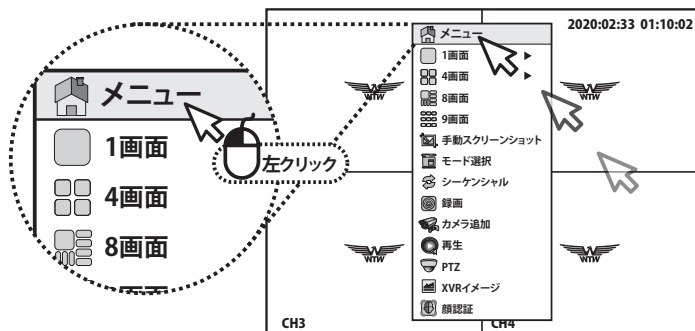 2020:02:33 01:10:02
メニュー
1画面
4画面
8画面
9画面
手動スクリーンショット
モード選択
シーケンシャル
録画
カメラ追加
再生
PTZ
XVRイメージ
顔認証
WTW
WTW
WTW
WTW
CH3
CH4
メニュー
1画面
4画面
8画面
左クリック